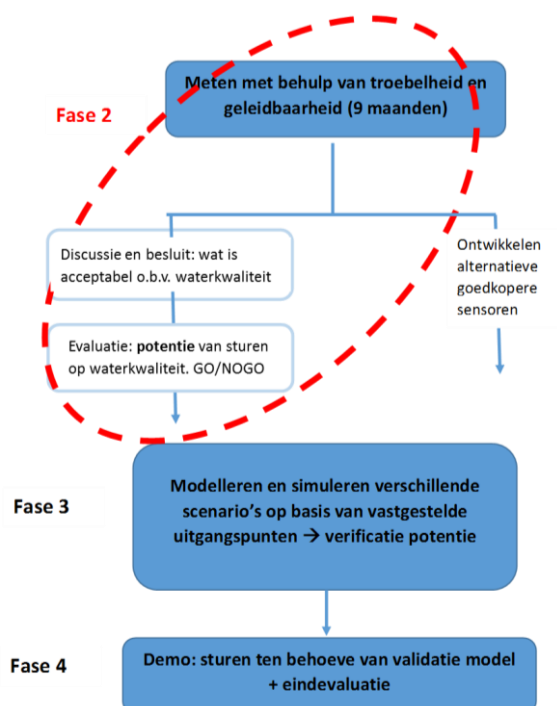 Meten met behulp van troebelheid en
geleidbaarheid (9 maanden)
Fase 2
Discussie en besluit: wat is
acceptabel o.b.v. waterkwaliteit
Ontwikkelen
alternatieve
goedkopere
sensoren
Evaluatie: potentie van sturen
op waterkwaliteit. GO/NOGO
Fase 3
Modelleren en simuleren verschillende
scenario's op basis van vastgestelde
uitgangspunten → verificatie potentie
Fase 4
Demo: sturen ten behoeve van validatie model
+ eindevaluatie